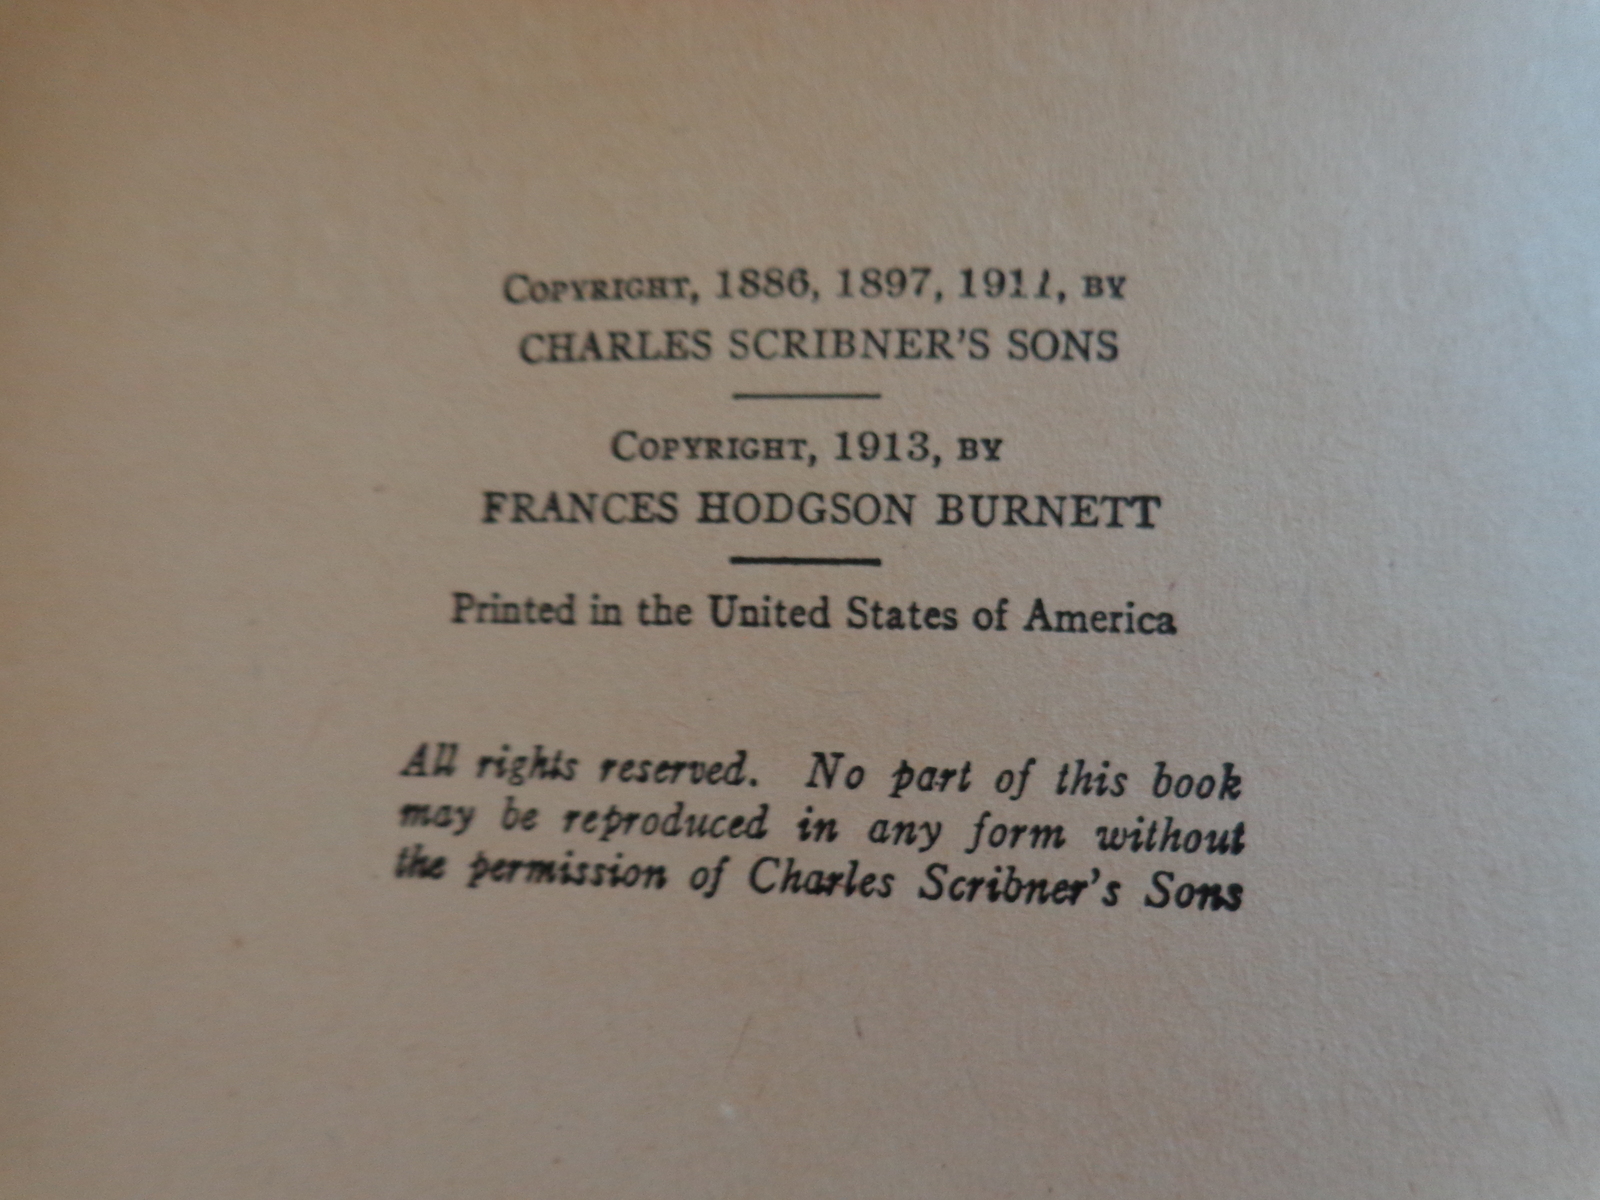 COPYRIGHT, 1886, 1897, 1911, BY
CHARLES SCRIBNER'S SONS
COPYRIGHT, 1913, BY
FRANCES HODGSON BURNETT
Printed in the United States of America
All rights reserved. No part of this book
may be reproduced in any form without
the permission of Charles Scribner's Sons